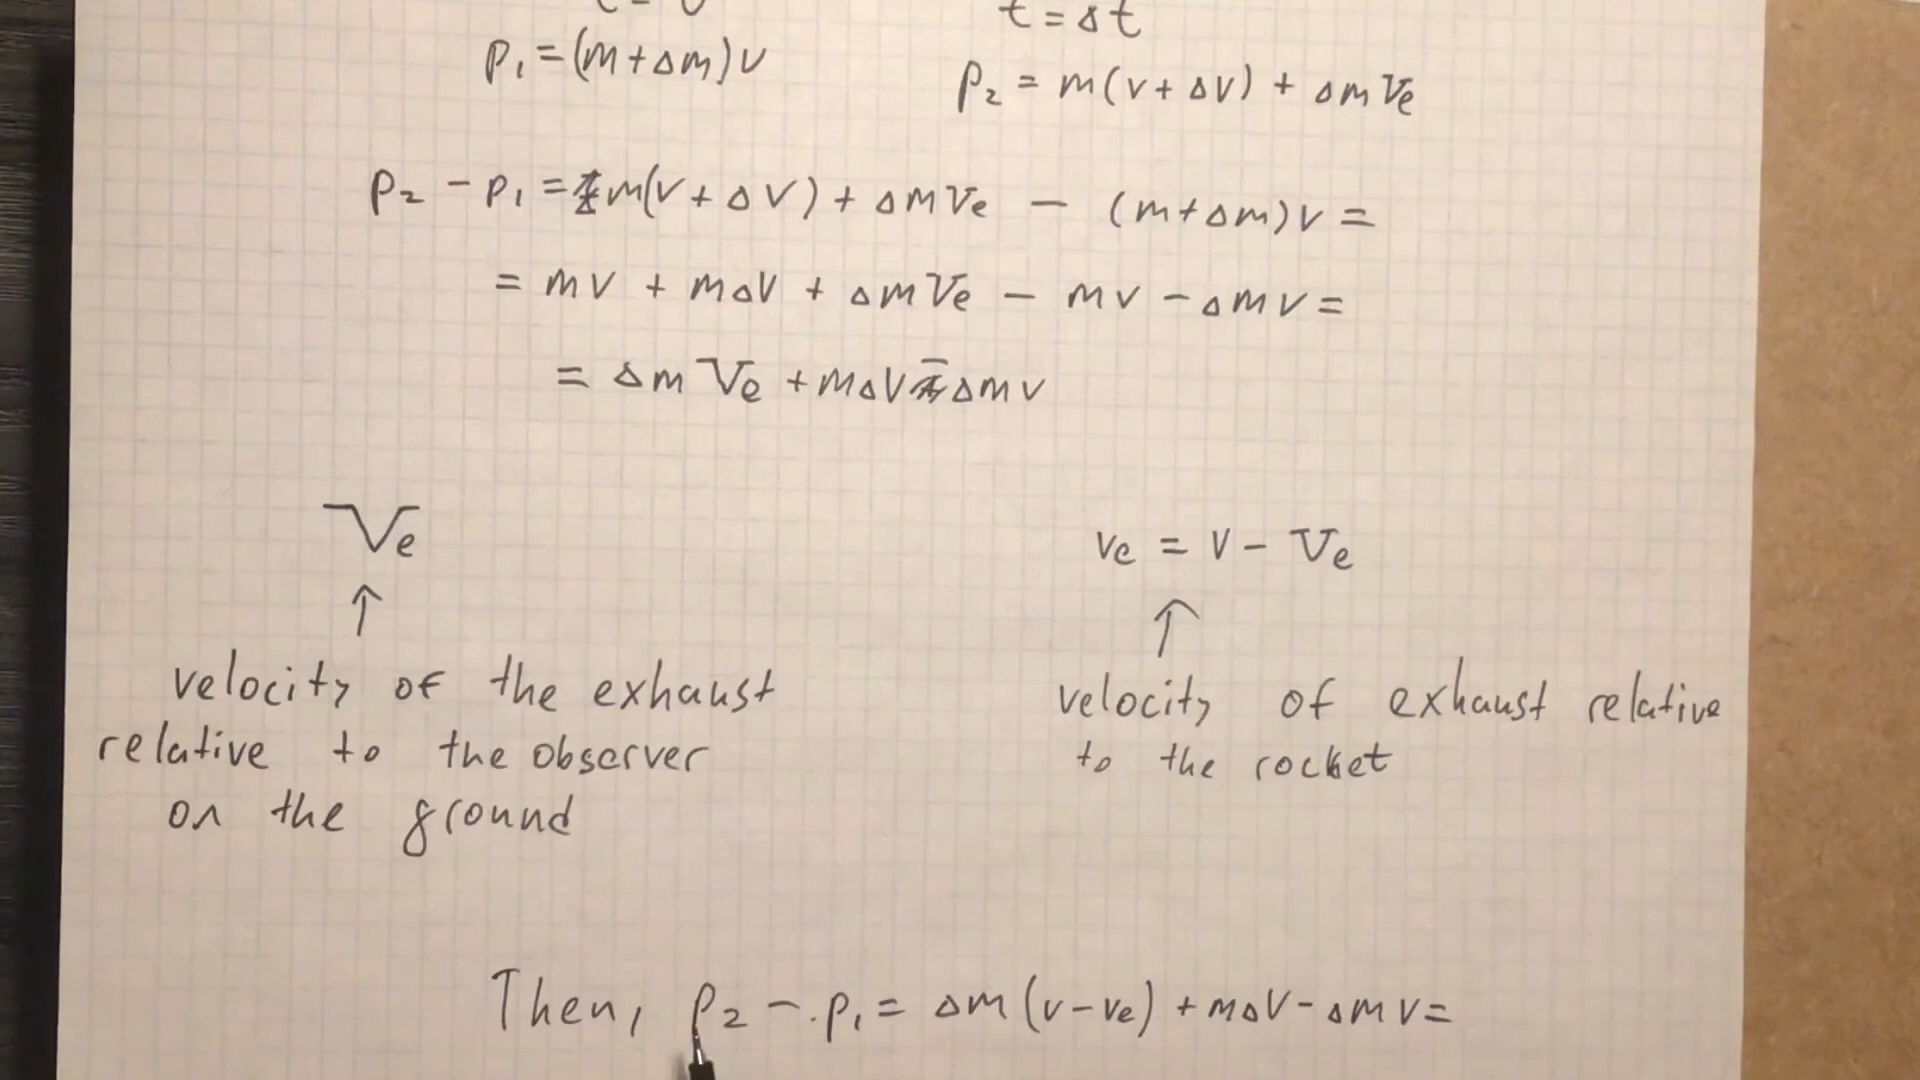 t = Δt
p₁ = (m + Δm) v
p₂ = m (v + Δv) + Δm Vₑ
p₂ - p₁ = m(v + Δv) + Δm Vₑ - (m + Δm) v =
= mv + mΔv + Δm Vₑ - mv - Δm v =
= Δm Vₑ + mΔv - Δm v
Vₑ
vₑ = v - Vₑ
↑
↑
velocity of the exhaust
relative to the observer
on the ground
velocity of exhaust relative
to the rocket
Then, p₂ - p₁ = Δm (v - vₑ) + mΔv - Δm v =